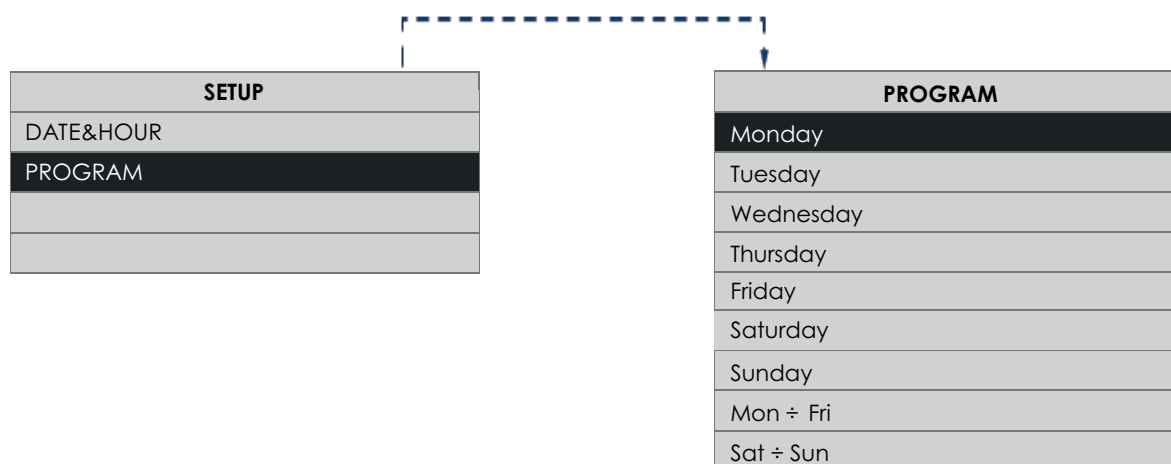 SETUP
DATE&HOUR
PROGRAM
PROGRAM
Monday
Tuesday
Wednesday
Thursday
Friday
Saturday
Sunday
Mon ÷ Fri
Sat ÷ Sun